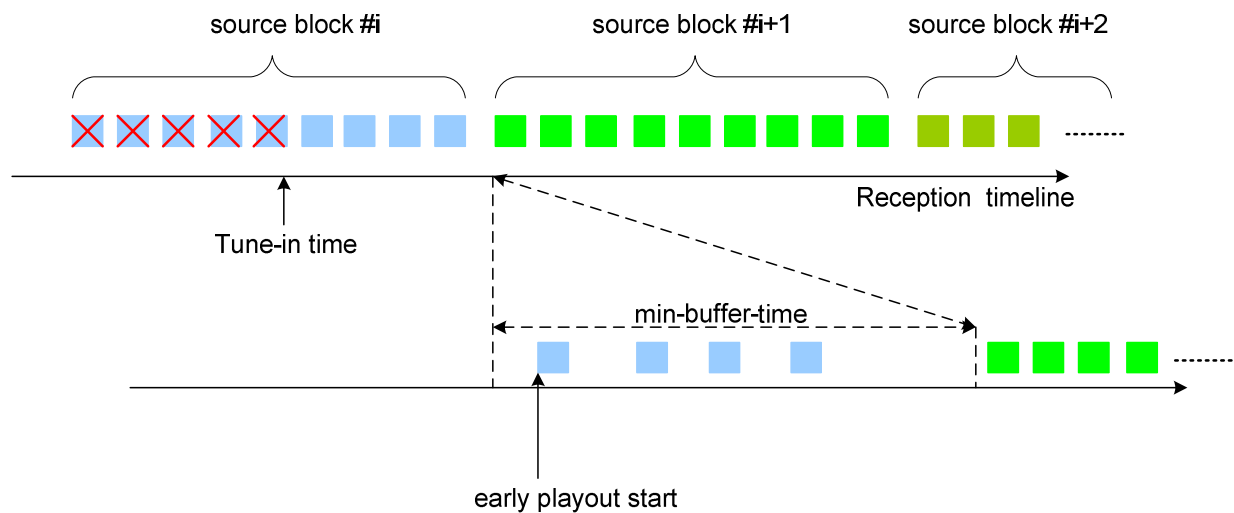 source block #i
source block #i+1
source block #i+2
Reception timeline
Tune-in time
min-buffer-time
early playout start